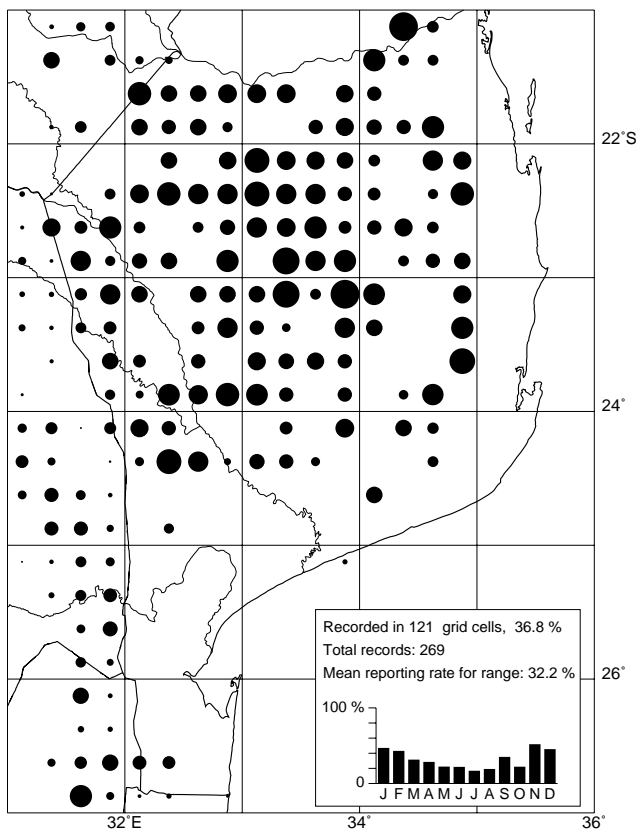 22°S
24°
Recorded in 121 grid cells, 36.8 %
Total records: 269
Mean reporting rate for range: 32.2 %
26°
100 %
0
J F M A M J J A S O N D
32°E 34° 36°